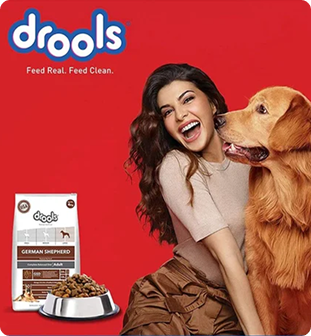 drools
Feed Real. Feed Clean.
drools
GERMAN SHEPHERD
Adult